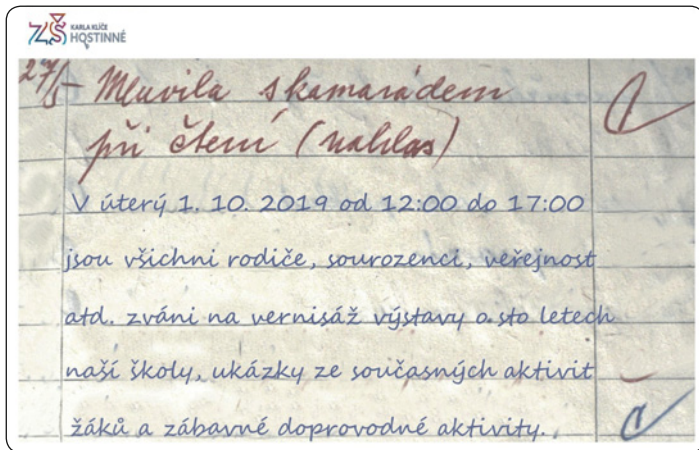 ZŠ KARLA KLÍČE
HOSTINNÉ
27/5 Mluvila s kamarádem
při čtení (nahlas)
V úterý 1. 10. 2019 od 12:00 do 17:00
jsou všichni rodiče, sourozenci, veřejnost
atd. zváni na vernisáž výstavy o sto letech
naší školy, ukázky ze současných aktivit
žáků a zábavné doprovodné aktivity.